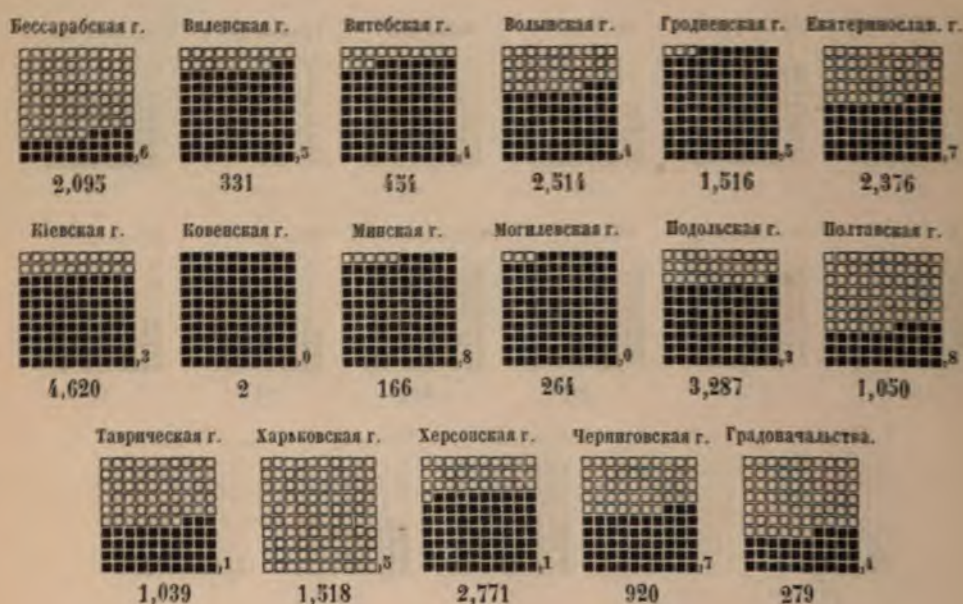 Бессарабская г. Виленская г. Витебская г. Волынская г. Гродненская г. Екатеринослав. г.
,6 ,5 ,4 ,4 ,5 ,7
2,095 331 454 2,514 1,516 2,376
Кіевская г. Ковенская г. Минская г. Могилевская г. Подольская г. Полтавская г.
,3 ,0 ,8 ,0 ,3 ,8
4,620 2 166 264 3,287 1,050
Таврическая г. Харьковская г. Херсонская г. Черниговская г. Градоначальства.
,1 ,5 ,1 ,7 ,4
1,039 1,518 2,771 920 279